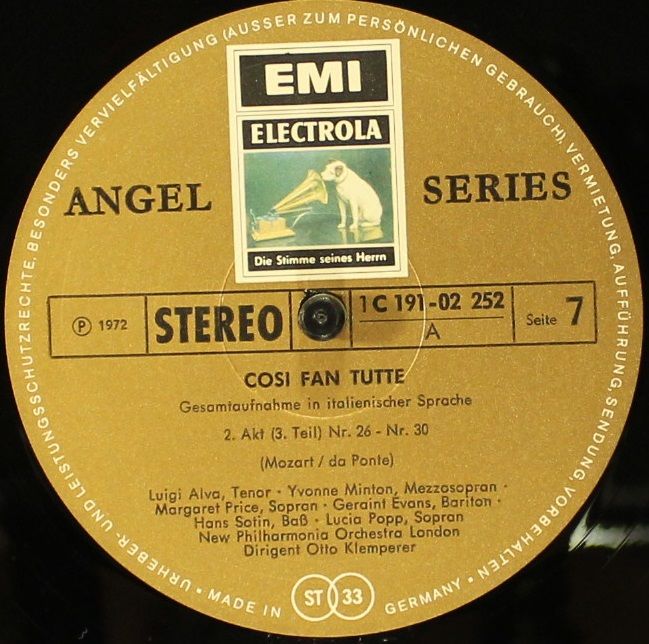 URHEBER- UND LEISTUNGSSCHUTZRECHTE, BESONDERS VERVIELFÄLTIGUNG (AUSSER ZUM PERSÖNLICHEN GEBRAUCH), VERMIETUNG, AUFFÜHRUNG, SENDUNG, VORBEHALTEN •
EMI
ELECTROLA
ANGEL SERIES
Die Stimme seines Herrn
℗ 1972 STEREO 1 C 191-02 252 Seite 7
A
COSI FAN TUTTE
Gesamtaufnahme in italienischer Sprache
2. Akt (3. Teil) Nr. 26 - Nr. 30
(Mozart / da Ponte)
Luigi Alva, Tenor · Yvonne Minton, Mezzosopran ·
Margaret Price, Sopran · Geraint Evans, Bariton ·
Hans Sotin, Baß · Lucia Popp, Sopran
New Philharmonia Orchestra London
Dirigent Otto Klemperer
• MADE IN ST 33 GERMANY •